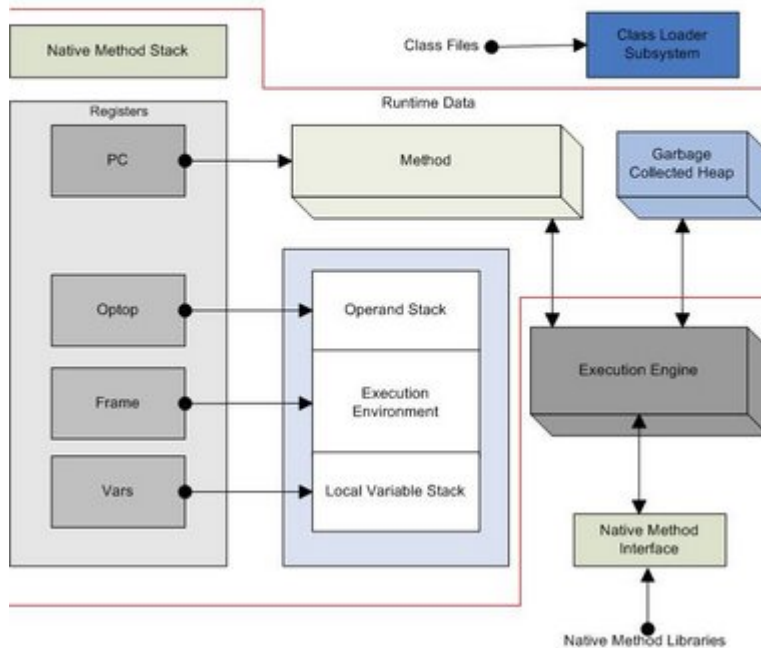 Native Method Stack
Class Files
Class Loader
Subsystem
Registers
Runtime Data
PC
Method
Garbage
Collected Heap
Optop
Operand Stack
Execution Engine
Frame
Execution
Environment
Vars
Local Variable Stack
Native Method
Interface
Native Method Libraries